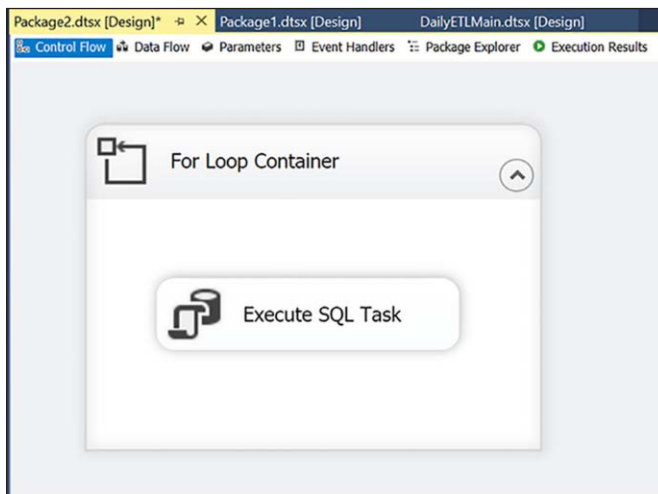 Package2.dtsx [Design]* Package1.dtsx [Design] DailyETLMain.dtsx [Design]
Control Flow Data Flow Parameters Event Handlers Package Explorer Execution Results
For Loop Container
Execute SQL Task